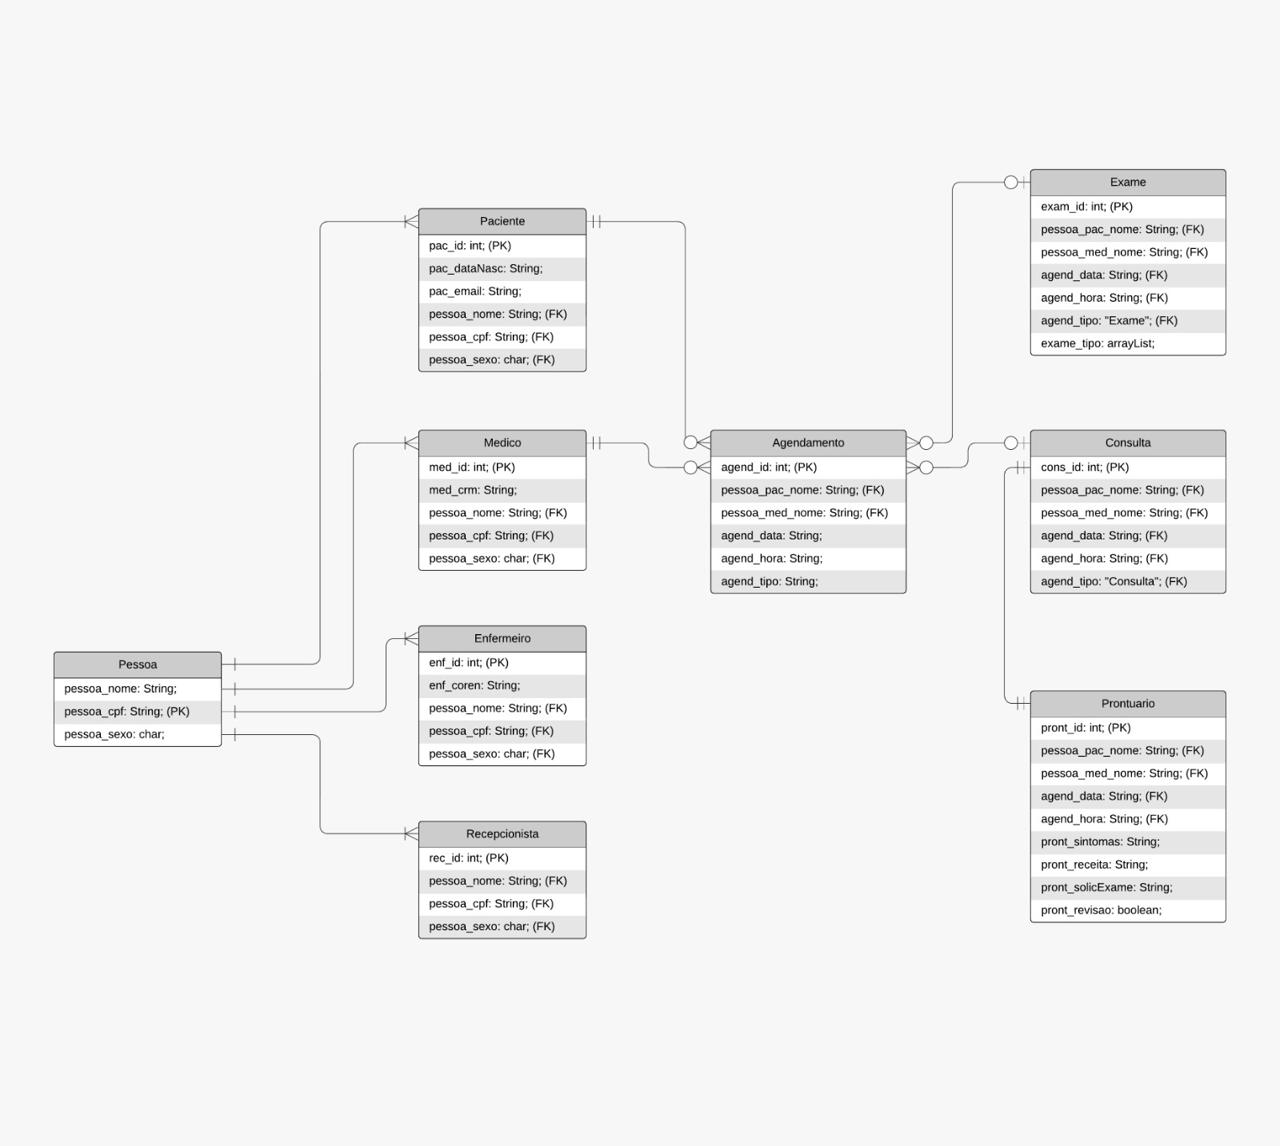 Pessoa
pessoa_nome: String;
pessoa_cpf: String; (PK)
pessoa_sexo: char;
Paciente
pac_id: int; (PK)
pac_dataNasc: String;
pac_email: String;
pessoa_nome: String; (FK)
pessoa_cpf: String; (FK)
pessoa_sexo: char; (FK)
Medico
med_id: int; (PK)
med_crm: String;
pessoa_nome: String; (FK)
pessoa_cpf: String; (FK)
pessoa_sexo: char; (FK)
Enfermeiro
enf_id: int; (PK)
enf_coren: String;
pessoa_nome: String; (FK)
pessoa_cpf: String; (FK)
pessoa_sexo: char; (FK)
Recepcionista
rec_id: int; (PK)
pessoa_nome: String; (FK)
pessoa_cpf: String; (FK)
pessoa_sexo: char; (FK)
Agendamento
agend_id: int; (PK)
pessoa_pac_nome: String; (FK)
pessoa_med_nome: String; (FK)
agend_data: String;
agend_hora: String;
agend_tipo: String;
Exame
exam_id: int; (PK)
pessoa_pac_nome: String; (FK)
pessoa_med_nome: String; (FK)
agend_data: String; (FK)
agend_hora: String; (FK)
agend_tipo: "Exame"; (FK)
exame_tipo: arrayList;
Consulta
cons_id: int; (PK)
pessoa_pac_nome: String; (FK)
pessoa_med_nome: String; (FK)
agend_data: String; (FK)
agend_hora: String; (FK)
agend_tipo: "Consulta"; (FK)
Prontuario
pront_id: int; (PK)
pessoa_pac_nome: String; (FK)
pessoa_med_nome: String; (FK)
agend_data: String; (FK)
agend_hora: String; (FK)
pront_sintomas: String;
pront_receita: String;
pront_solicExame: String;
pront_revisao: boolean;